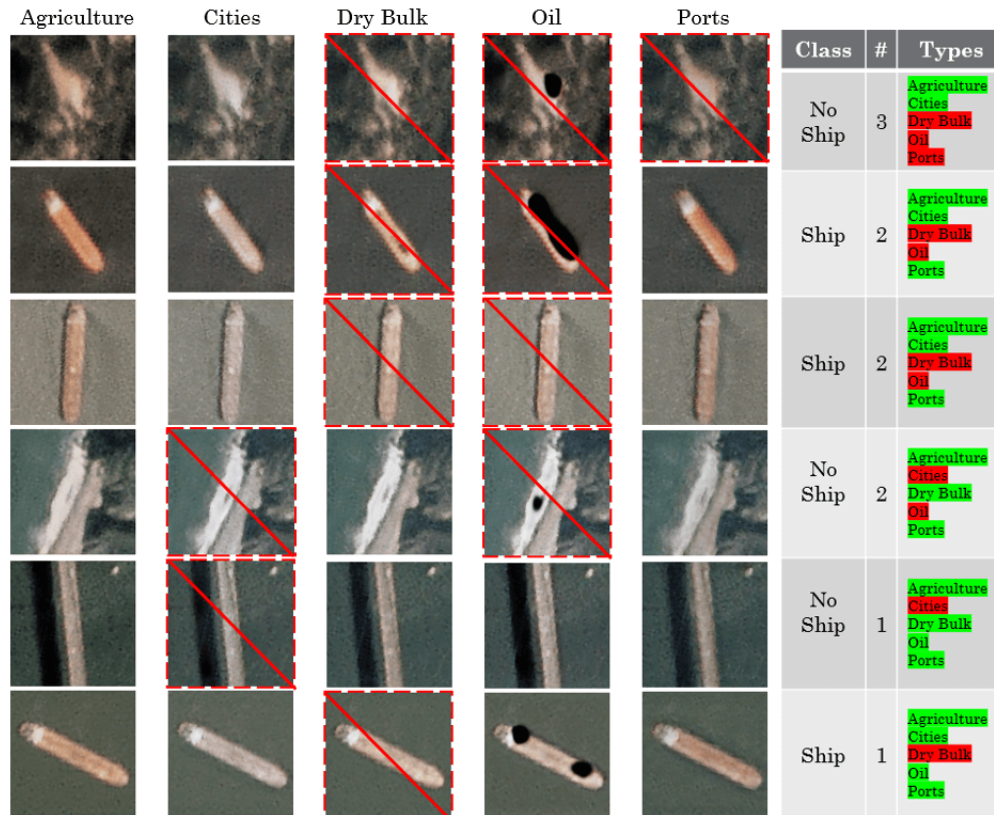 Agriculture Cities Dry Bulk Oil Ports
Class # Types
No
Ship
3
Agriculture
Cities
Dry Bulk
Oil
Ports
Ship
2
Agriculture
Cities
Dry Bulk
Oil
Ports
Ship
2
Agriculture
Cities
Dry Bulk
Oil
Ports
No
Ship
2
Agriculture
Cities
Dry Bulk
Oil
Ports
No
Ship
1
Agriculture
Cities
Dry Bulk
Oil
Ports
Ship
1
Agriculture
Cities
Dry Bulk
Oil
Ports